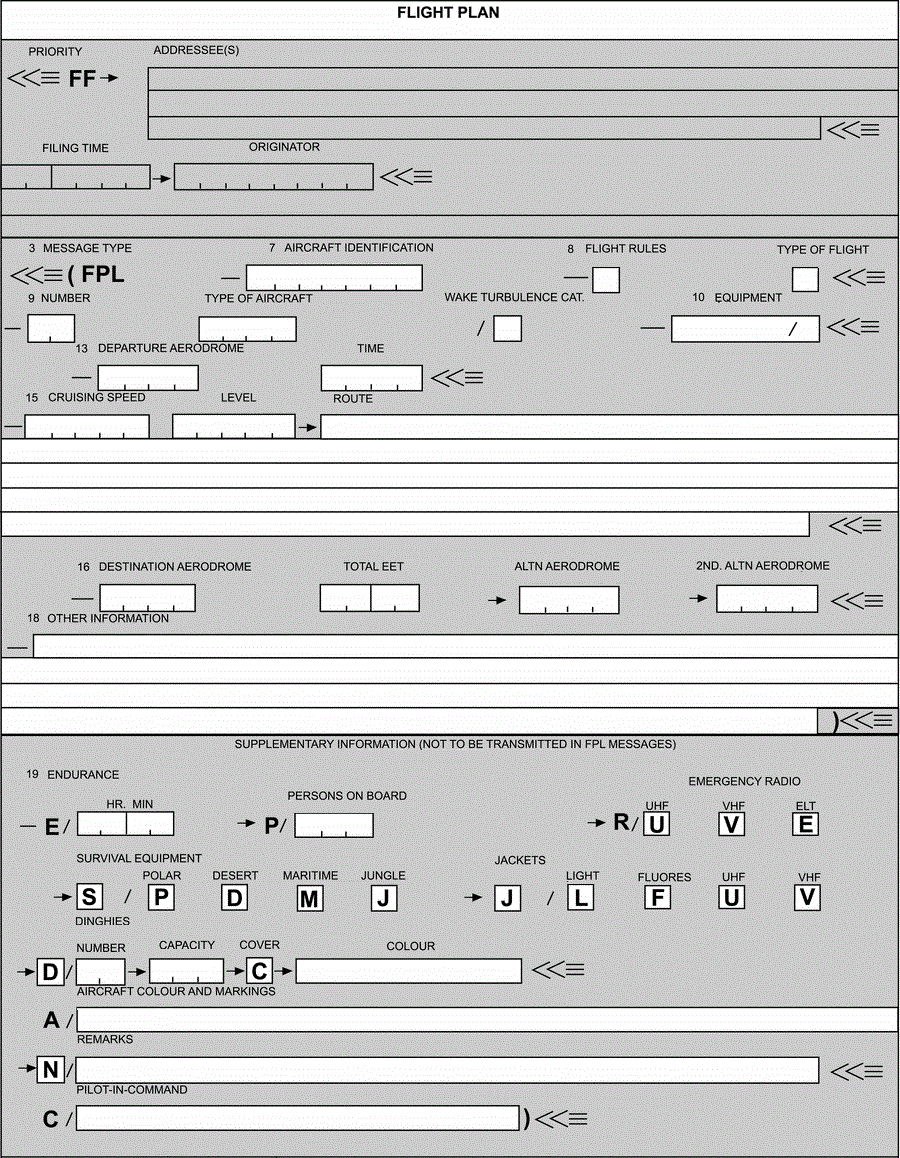 FLIGHT PLAN
PRIORITY ADDRESSEE(S)
<<≡ FF →
<<≡
FILING TIME ORIGINATOR
→ <<≡
3 MESSAGE TYPE 7 AIRCRAFT IDENTIFICATION 8 FLIGHT RULES TYPE OF FLIGHT
<<≡ ( FPL — — <<≡
9 NUMBER TYPE OF AIRCRAFT WAKE TURBULENCE CAT. 10 EQUIPMENT
— / — / <<≡
13 DEPARTURE AERODROME TIME
— <<≡
15 CRUISING SPEED LEVEL ROUTE
— →
<<≡
16 DESTINATION AERODROME TOTAL EET ALTN AERODROME 2ND. ALTN AERODROME
— → → <<≡
18 OTHER INFORMATION
—
) <<≡
SUPPLEMENTARY INFORMATION (NOT TO BE TRANSMITTED IN FPL MESSAGES)
19 ENDURANCE EMERGENCY RADIO
HR. MIN PERSONS ON BOARD UHF VHF ELT
— E / → P/ → R/ U V E
SURVIVAL EQUIPMENT JACKETS
POLAR DESERT MARITIME JUNGLE LIGHT FLUORES UHF VHF
→ S / P D M J → J / L F U V
DINGHIES
NUMBER CAPACITY COVER COLOUR
→ D / → → C → <<≡
AIRCRAFT COLOUR AND MARKINGS
A /
REMARKS
→ N / <<≡
PILOT-IN-COMMAND
C / ) <<≡